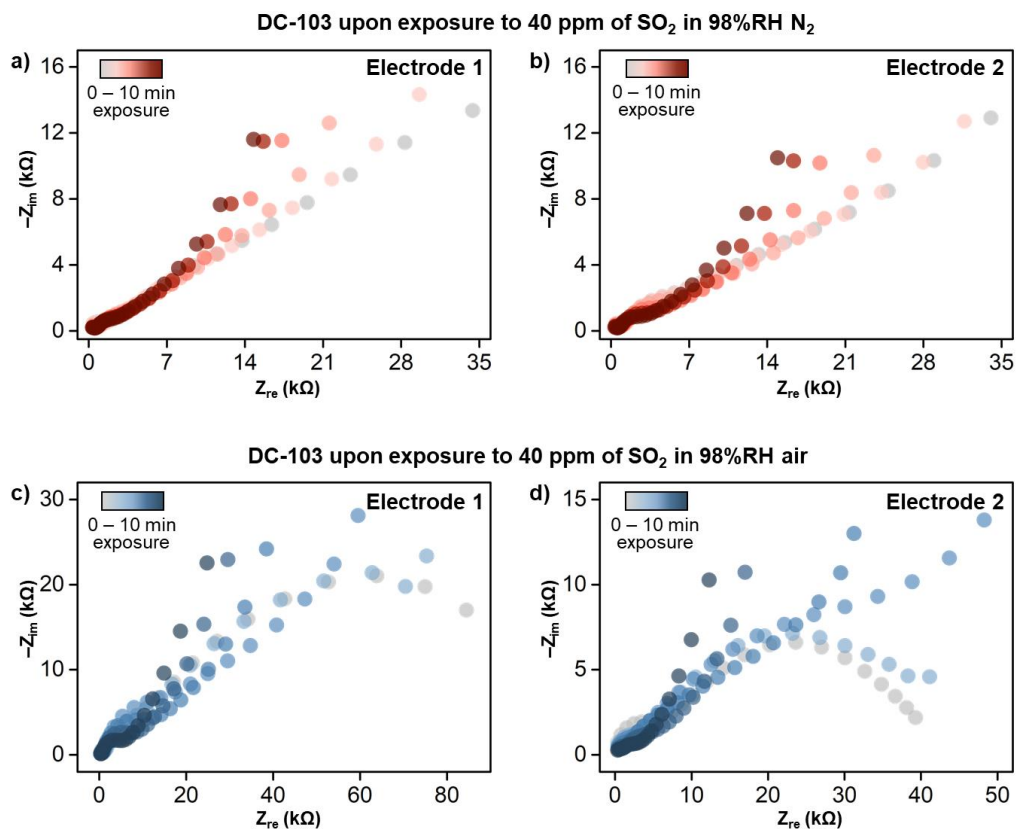 DC-103 upon exposure to 40 ppm of SO₂ in 98%RH N₂
a)
Electrode 1
0 – 10 min
exposure
16
12
8
4
0
−Zim (kΩ)
0 7 14 21 28 35
Zre (kΩ)
b)
Electrode 2
0 – 10 min
exposure
16
12
8
4
0
−Zim (kΩ)
0 7 14 21 28 35
Zre (kΩ)
DC-103 upon exposure to 40 ppm of SO₂ in 98%RH air
c)
Electrode 1
0 – 10 min
exposure
30
20
10
0
−Zim (kΩ)
0 20 40 60 80
Zre (kΩ)
d)
Electrode 2
0 – 10 min
exposure
15
10
5
0
−Zim (kΩ)
0 10 20 30 40 50
Zre (kΩ)